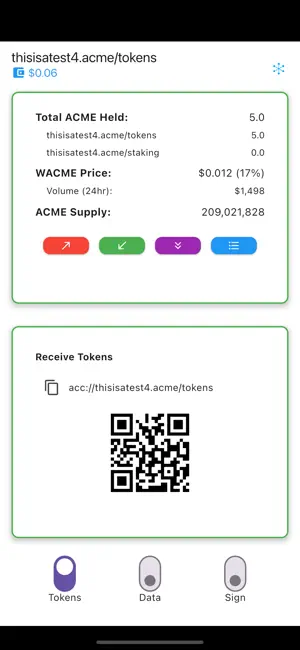 thisisatest4.acme/tokens
$0.06
Total ACME Held: 5.0
thisisatest4.acme/tokens 5.0
thisisatest4.acme/staking 0.0
WACME Price: $0.012 (17%)
Volume (24hr): $1,498
ACME Supply: 209,021,828
Receive Tokens
acc://thisisatest4.acme/tokens
Tokens Data Sign